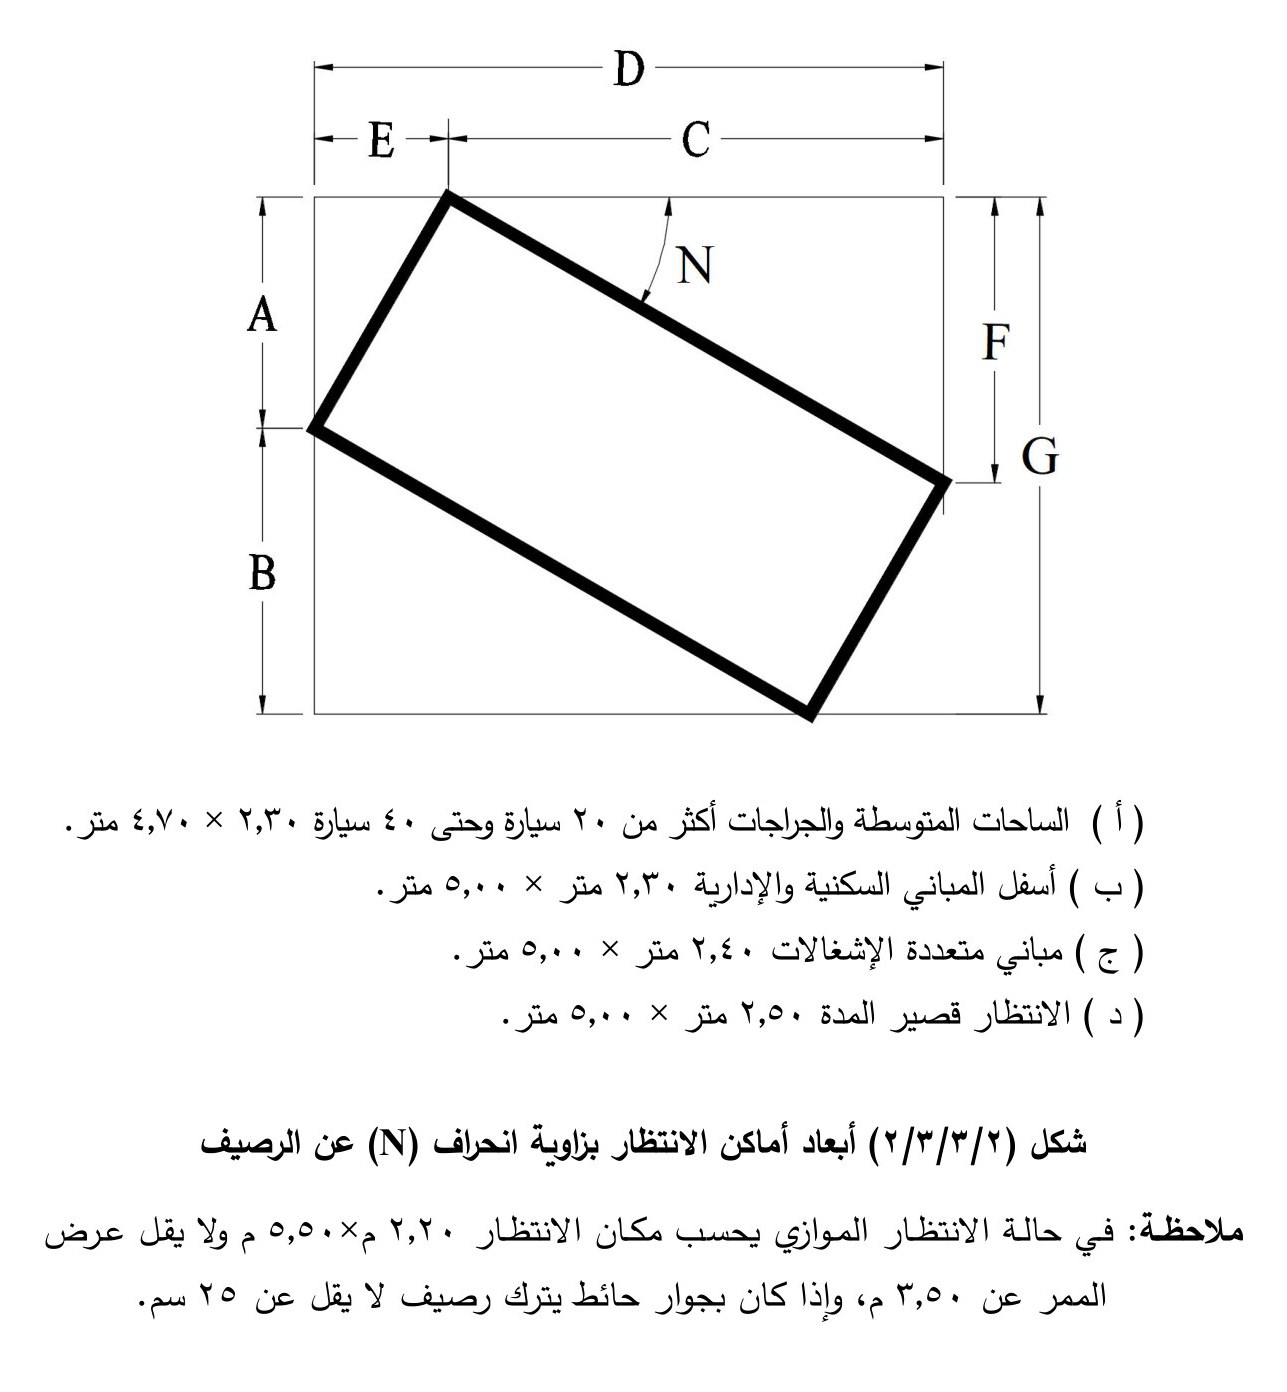 D
E
C
N
A
F
G
B
( أ ) الساحات المتوسطة والجراجات أكثر من ٢٠ سيارة وحتى ٤٠ سيارة ٢,٣٠ × ٤,٧٠ متر.
( ب ) أسفل المباني السكنية والإدارية ٢,٣٠ متر × ٥,٠٠ متر.
( ج ) مباني متعددة الإشغالات ٢,٤٠ متر × ٥,٠٠ متر.
( د ) الانتظار قصير المدة ٢,٥٠ متر × ٥,٠٠ متر.
شكل (٢/٣/٣/٢) أبعاد أماكن الانتظار بزاوية انحراف (N) عن الرصيف
ملاحظة: في حالة الانتظار الموازي يحسب مكان الانتظار ٢,٢٠ م×٥,٥٠ م ولا يقل عرض
الممر عن ٣,٥٠ م، وإذا كان بجوار حائط يترك رصيف لا يقل عن ٢٥ سم.